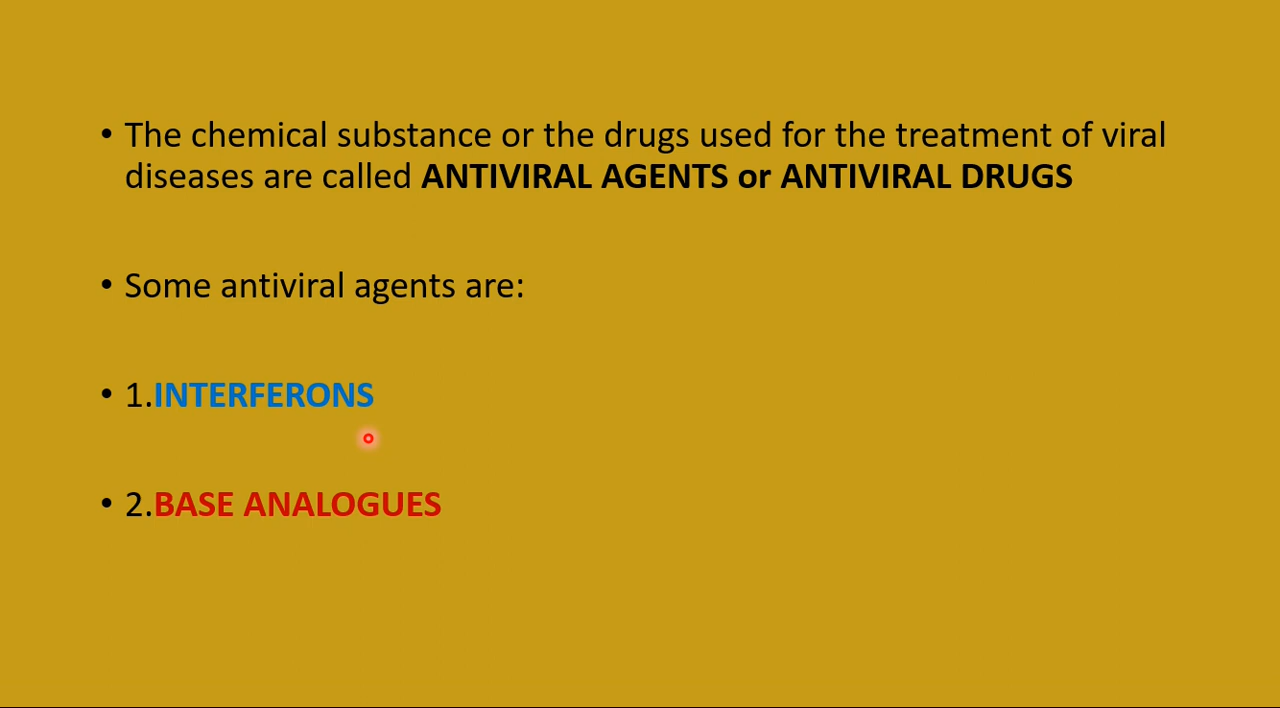 • The chemical substance or the drugs used for the treatment of viral
diseases are called ANTIVIRAL AGENTS or ANTIVIRAL DRUGS
• Some antiviral agents are:
• 1.INTERFERONS
• 2.BASE ANALOGUES